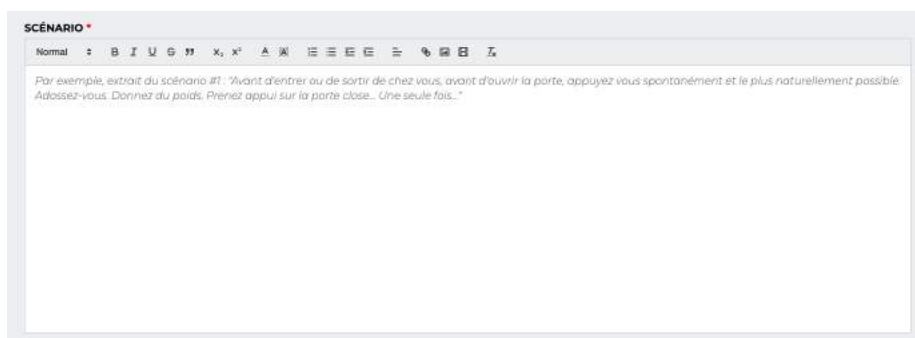 SCÉNARIO *
Normal B I U S " X₂ X² A A
Par exemple, extrait du scénario #1 : "Avant d'entrer ou de sortir de chez vous, avant d'ouvrir la porte, appuyez vous spontanément et le plus naturellement possible.
Adossez-vous. Donnez du poids. Prenez appui sur la porte close... Une seule fois..."